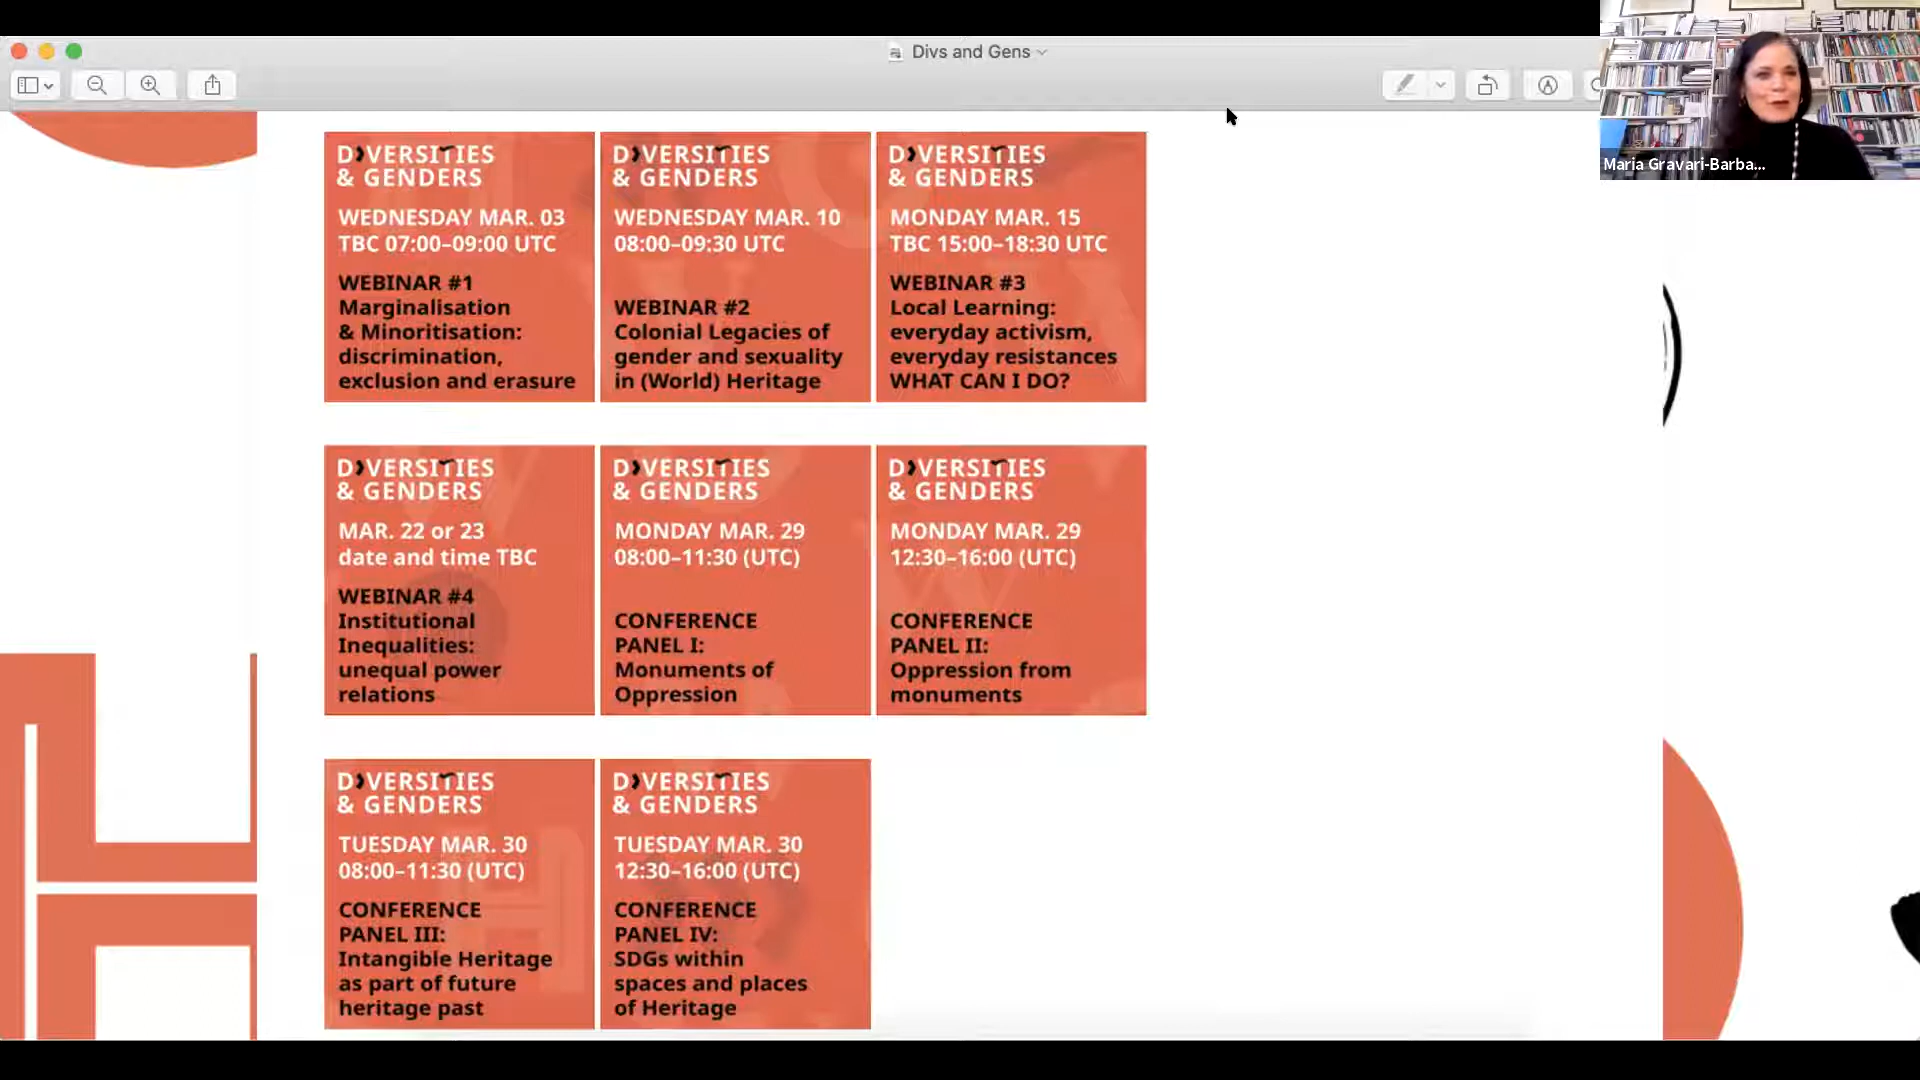 Divs and Gens
Maria Gravari-Barba...
DIVERSITIES
& GENDERS
WEDNESDAY MAR. 03
TBC 07:00–09:00 UTC
WEBINAR #1
Marginalisation
& Minoritisation:
discrimination,
exclusion and erasure
DIVERSITIES
& GENDERS
WEDNESDAY MAR. 10
08:00–09:30 UTC
WEBINAR #2
Colonial Legacies of
gender and sexuality
in (World) Heritage
DIVERSITIES
& GENDERS
MONDAY MAR. 15
TBC 15:00–18:30 UTC
WEBINAR #3
Local Learning:
everyday activism,
everyday resistances
WHAT CAN I DO?
DIVERSITIES
& GENDERS
MAR. 22 or 23
date and time TBC
WEBINAR #4
Institutional
Inequalities:
unequal power
relations
DIVERSITIES
& GENDERS
MONDAY MAR. 29
08:00–11:30 (UTC)
CONFERENCE
PANEL I:
Monuments of
Oppression
DIVERSITIES
& GENDERS
MONDAY MAR. 29
12:30–16:00 (UTC)
CONFERENCE
PANEL II:
Oppression from
monuments
DIVERSITIES
& GENDERS
TUESDAY MAR. 30
08:00–11:30 (UTC)
CONFERENCE
PANEL III:
Intangible Heritage
as part of future
heritage past
DIVERSITIES
& GENDERS
TUESDAY MAR. 30
12:30–16:00 (UTC)
CONFERENCE
PANEL IV:
SDGs within
spaces and places
of Heritage